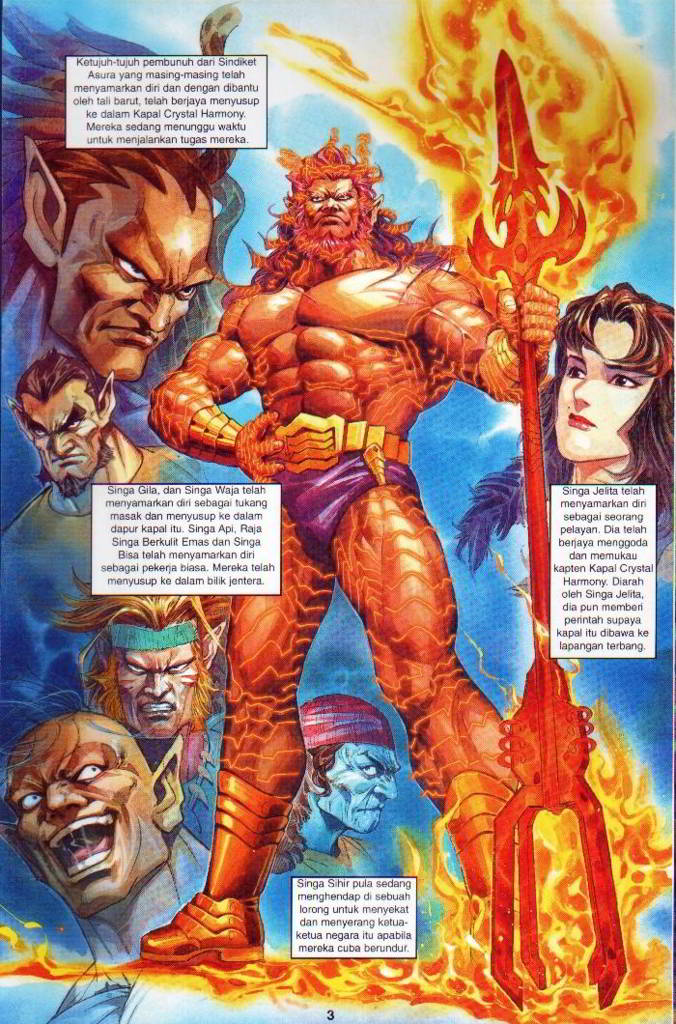 Ketujuh-tujuh pembunuh dari Sindiket
Asura yang masing-masing telah
menyamarkan diri dan dengan dibantu
oleh tali barut, telah berjaya menyusup
ke dalam Kapal Crystal Harmony.
Mereka sedang menunggu waktu
untuk menjalankan tugas mereka.
Singa Gila, dan Singa Waja telah
menyamarkan diri sebagai tukang
masak dan menyusup ke dalam
dapur kapal itu. Singa Api, Raja
Singa Berkulit Emas dan Singa
Bisa telah menyamarkan diri
sebagai pekerja biasa. Mereka telah
menyusup ke dalam bilik jentera.
Singa Jelita telah
menyamarkan diri
sebagai seorang
pelayan. Dia telah
berjaya menggoda
dan memukau
kapten Kapal Crystal
Harmony. Diarah
oleh Singa Jelita,
dia pun memberi
perintah supaya
kapal itu dibawa ke
lapangan terbang.
Singa Sihir pula sedang
menghendap di sebuah
lorong untuk menyekat
dan menyerang ketua-
ketua negara itu apabila
mereka cuba berundur.
3